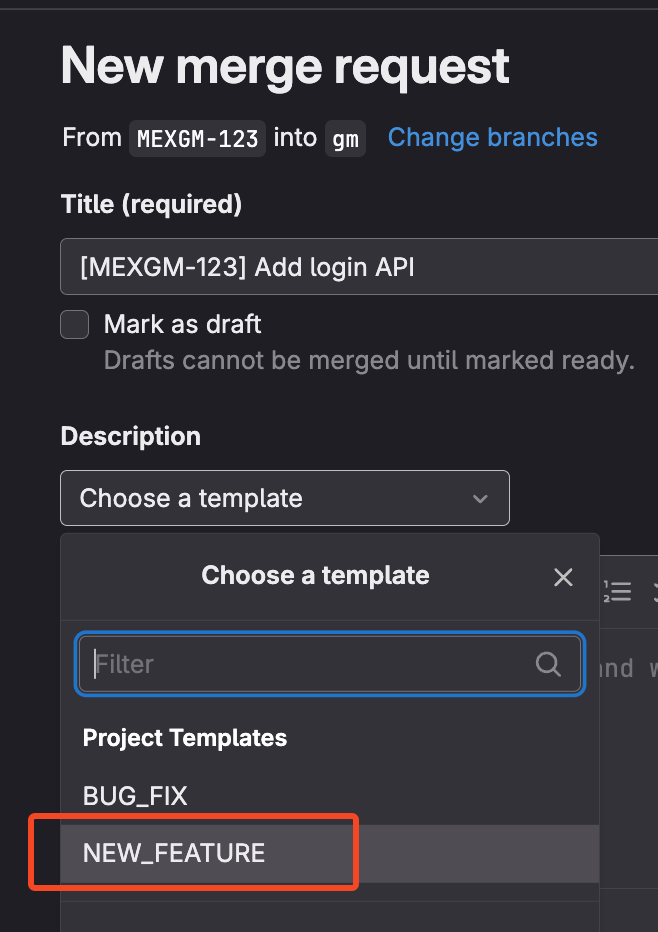 New merge request
From MEXGM-123 into gm Change branches
Title (required)
[MEXGM-123] Add login API
Mark as draft
Drafts cannot be merged until marked ready.
Description
Choose a template
Choose a template
Filter
Project Templates
BUG_FIX
NEW_FEATURE